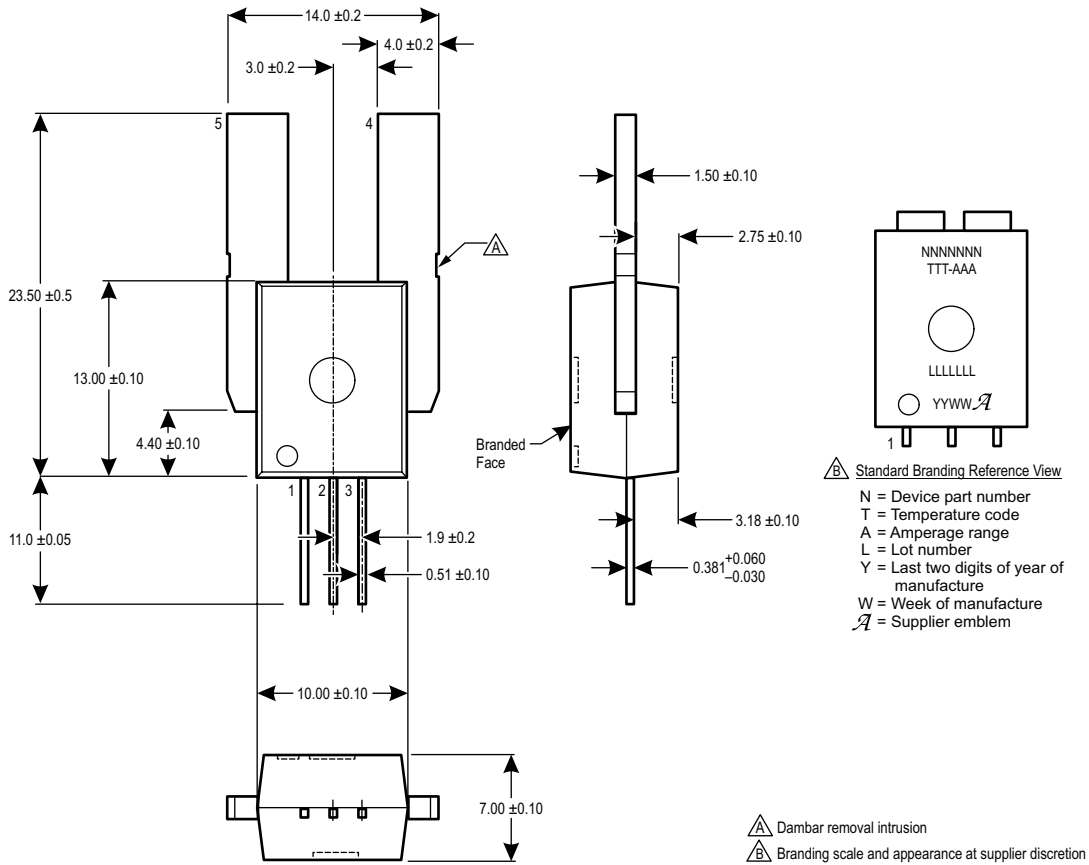 14.0 ±0.2
4.0 ±0.2
3.0 ±0.2
5
4
1.50 ±0.10
A
2.75 ±0.10
23.50 ±0.5
13.00 ±0.10
4.40 ±0.10
Branded
Face
1 2 3
11.0 ±0.05
1.9 ±0.2
0.51 ±0.10
3.18 ±0.10
0.381 +0.060
–0.030
10.00 ±0.10
7.00 ±0.10
NNNNNNN
TTT-AAA
LLLLLLL
YYWW A
1
B Standard Branding Reference View
N = Device part number
T = Temperature code
A = Amperage range
L = Lot number
Y = Last two digits of year of
manufacture
W = Week of manufacture
A = Supplier emblem
A Dambar removal intrusion
B Branding scale and appearance at supplier discretion